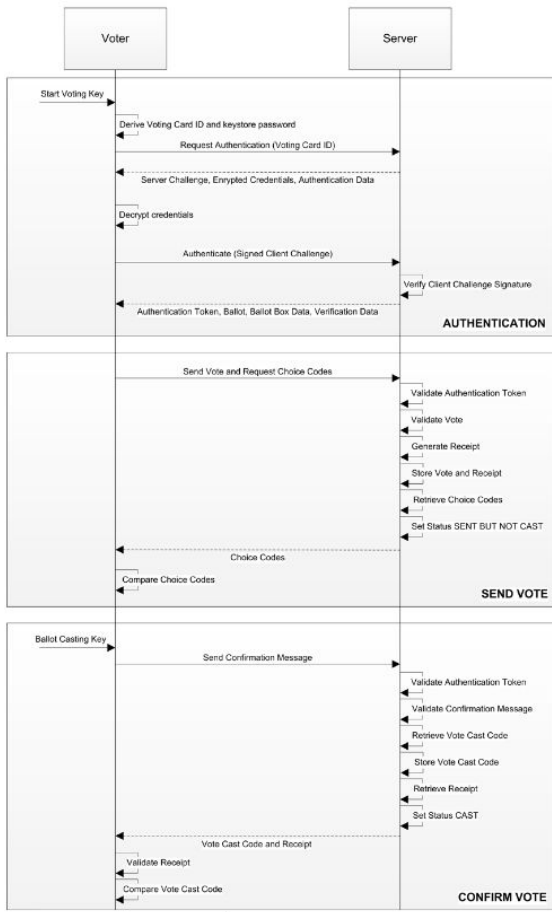 Voter
Server
Start Voting Key
Derive Voting Card ID and keystore password
Request Authentication (Voting Card ID)
Server Challenge, Enrypted Credentials, Authentication Data
Decrypt credentials
Authenticate (Signed Client Challenge)
Verify Client Challenge Signature
Authentication Token, Ballot, Ballot Box Data, Verification Data
AUTHENTICATION
Send Vote and Request Choice Codes
Validate Authentication Token
Validate Vote
Generate Receipt
Store Vote and Receipt
Retrieve Choice Codes
Set Status SENT BUT NOT CAST
Choice Codes
Compare Choice Codes
SEND VOTE
Ballot Casting Key
Send Confirmation Message
Validate Authentication Token
Validate Confirmation Message
Retrieve Vote Cast Code
Store Vote Cast Code
Retrieve Receipt
Set Status CAST
Vote Cast Code and Receipt
Validate Receipt
Compare Vote Cast Code
CONFIRM VOTE